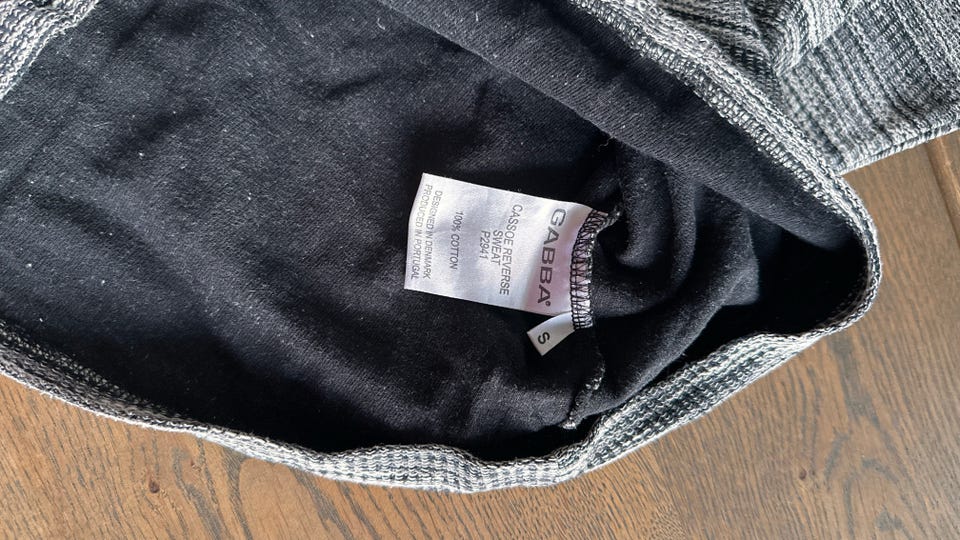 GABBA®
CASSOE REVERSE
SWEAT
P2941
100% COTTON
DESIGNED IN DENMARK
PRODUCED IN PORTUGAL
S